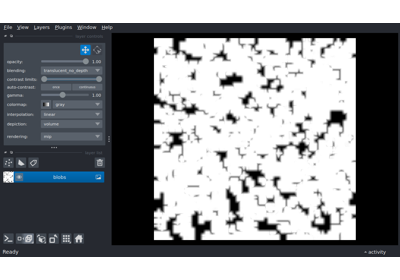 File View Layers Plugins Window Help
opacity: 1.00
blending: translucent_no_depth
contrast limits:
auto-contrast: once continuous
gamma: 1.00
colormap: gray
interpolation: linear
depiction: volume
rendering: mip
blobs
Ready activity